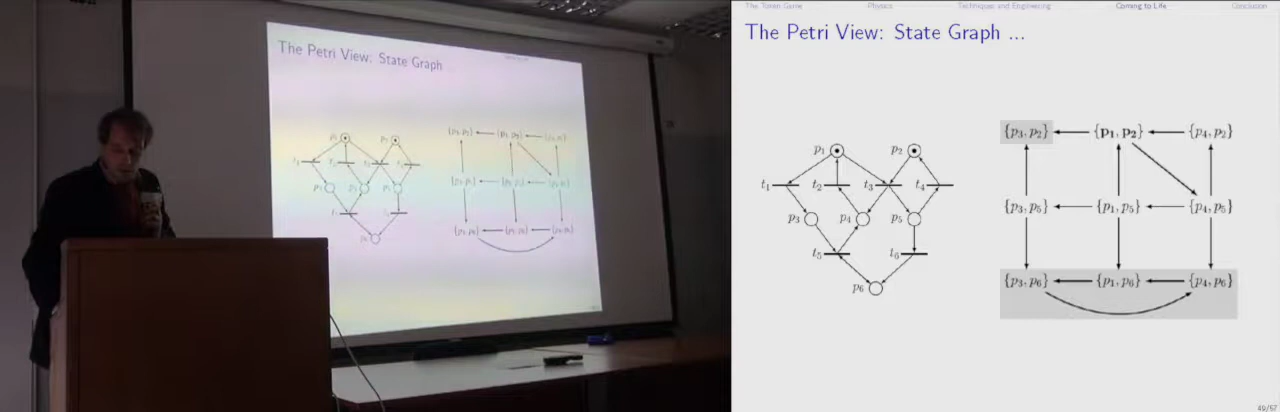 The Petri View: State Graph
The Token Game Physics Techniques and Engineering Coming to Life Conclusion
The Petri View: State Graph ...
p₁ p₂
t₁ t₂ t₃ t₄
p₃ p₄ p₅
t₅ t₆
p₆
{p₃, p₂} {p₁, p₂} {p₄, p₂}
{p₃, p₅} {p₁, p₅} {p₄, p₅}
{p₃, p₆} {p₁, p₆} {p₄, p₆}
49/57